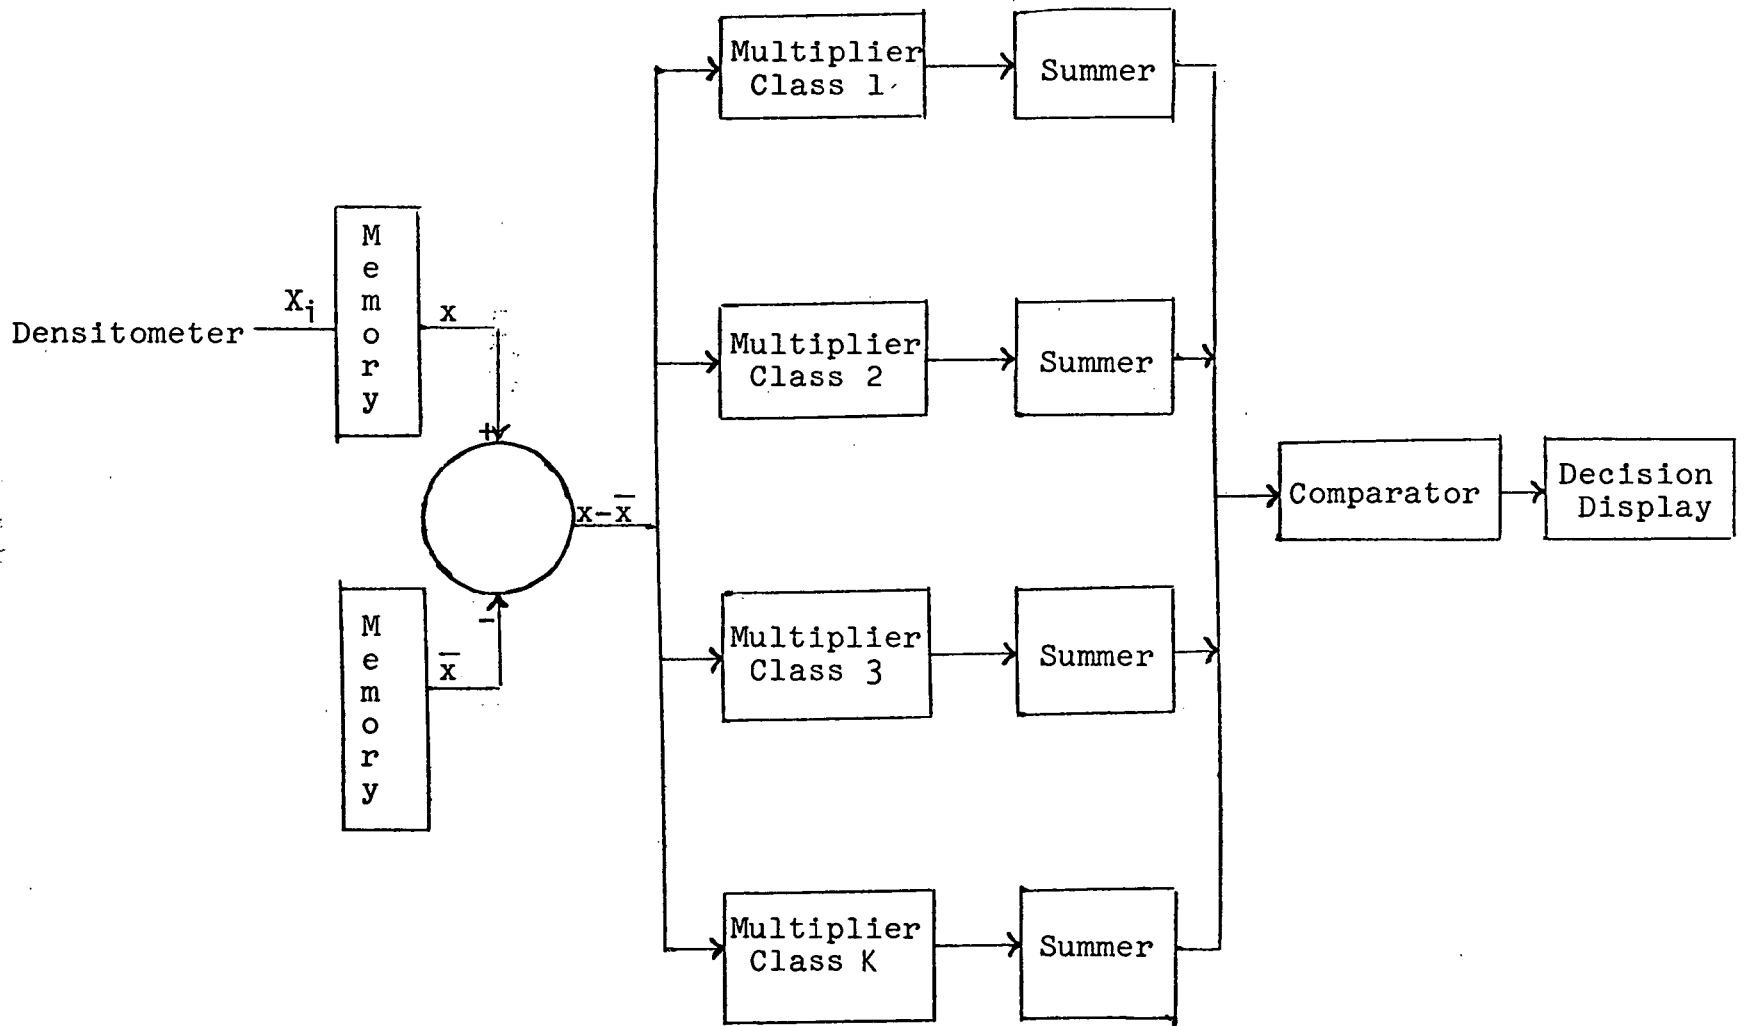 Multiplier
Class 1
Summer
Memory
X_i
x
Densitometer
Multiplier
Class 2
Summer
+
x-x̄
Comparator
Decision
Display
-
Memory
x̄
Multiplier
Class 3
Summer
Multiplier
Class K
Summer